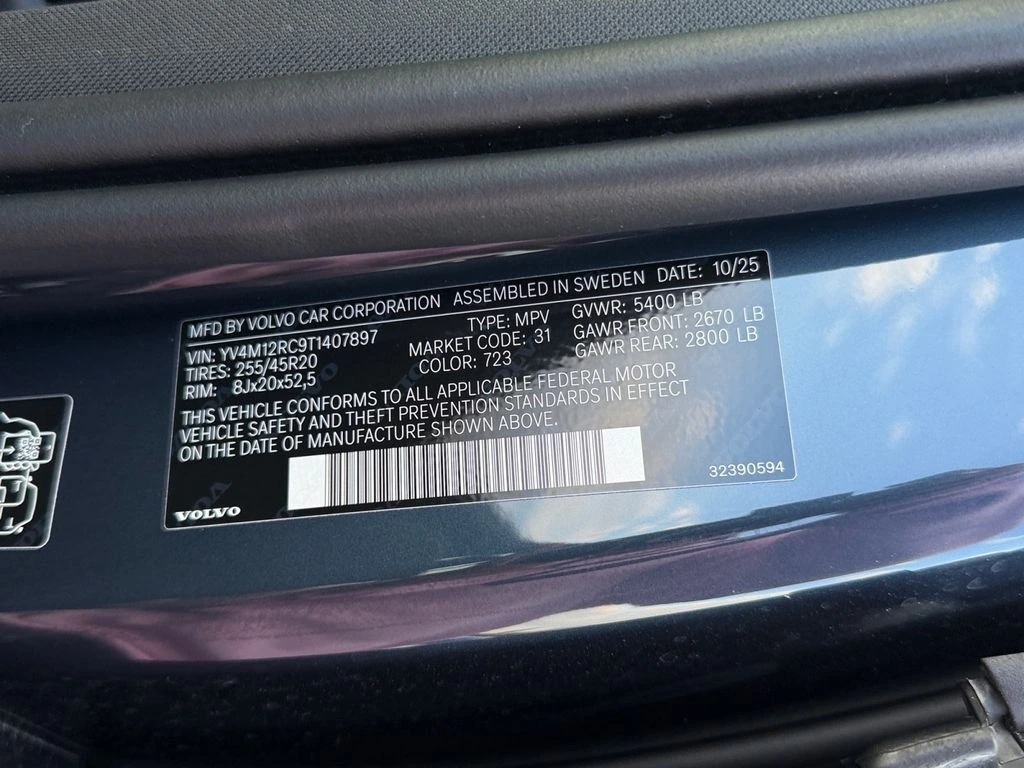 MFD BY VOLVO CAR CORPORATION ASSEMBLED IN SWEDEN DATE: 10/25
VIN: YV4M12RC9T1407897 TYPE: MPV GVWR: 5400 LB
TIRES: 255/45R20 MARKET CODE: 31 GAWR FRONT: 2670 LB
RIM: 8Jx20x52,5 COLOR: 723 GAWR REAR: 2800 LB
THIS VEHICLE CONFORMS TO ALL APPLICABLE FEDERAL MOTOR
VEHICLE SAFETY AND THEFT PREVENTION STANDARDS IN EFFECT
ON THE DATE OF MANUFACTURE SHOWN ABOVE.
32390594
VOLVO